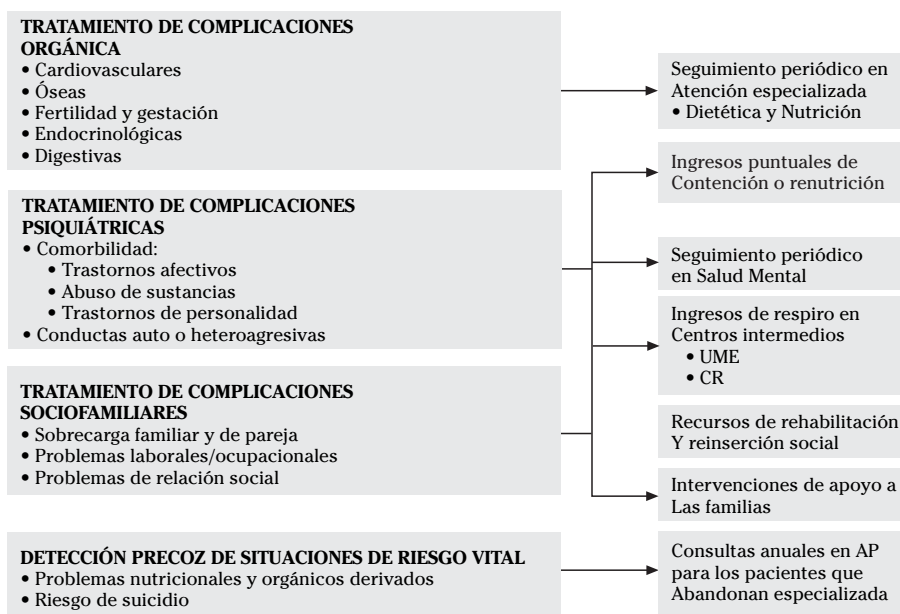 TRATAMIENTO DE COMPLICACIONES
ORGÁNICA
• Cardiovasculares
• Óseas
• Fertilidad y gestación
• Endocrinológicas
• Digestivas
Seguimiento periódico en
Atención especializada
• Dietética y Nutrición
Ingresos puntuales de
Contención o renutrición
TRATAMIENTO DE COMPLICACIONES
PSIQUIÁTRICAS
• Comorbilidad:
• Trastornos afectivos
• Abuso de sustancias
• Trastornos de personalidad
• Conductas auto o heteroagresivas
Seguimiento periódico
en Salud Mental
Ingresos de respiro en
Centros intermedios
• UME
• CR
TRATAMIENTO DE COMPLICACIONES
SOCIOFAMILIARES
• Sobrecarga familiar y de pareja
• Problemas laborales/ocupacionales
• Problemas de relación social
Recursos de rehabilitación
Y reinserción social
Intervenciones de apoyo a
Las familias
DETECCIÓN PRECOZ DE SITUACIONES DE RIESGO VITAL
• Problemas nutricionales y orgánicos derivados
• Riesgo de suicidio
Consultas anuales en AP
para los pacientes que
Abandonan especializada